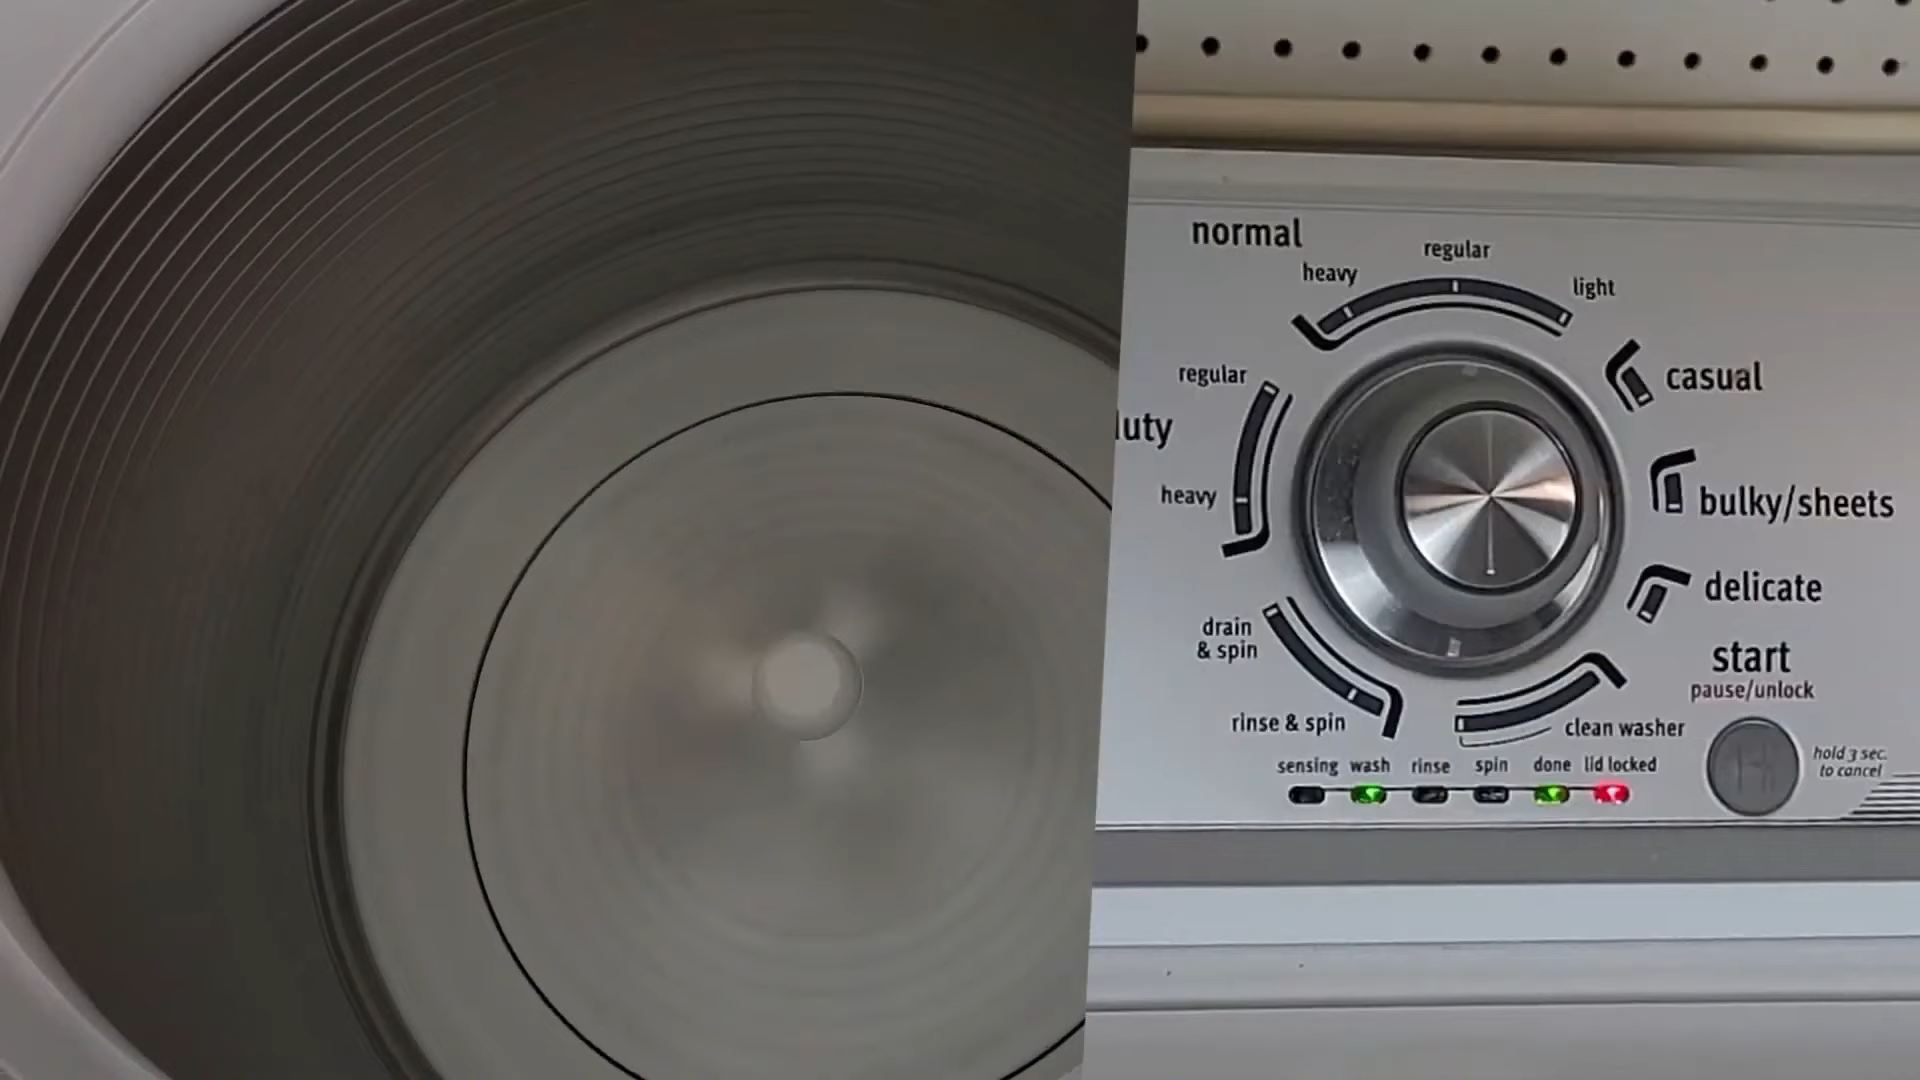 normal
regular
heavy
light
regular
casual
luty
heavy
bulky/sheets
delicate
drain
& spin
start
pause/unlock
rinse & spin
clean washer
sensing wash rinse spin done lid locked
hold 3 sec.
to cancel